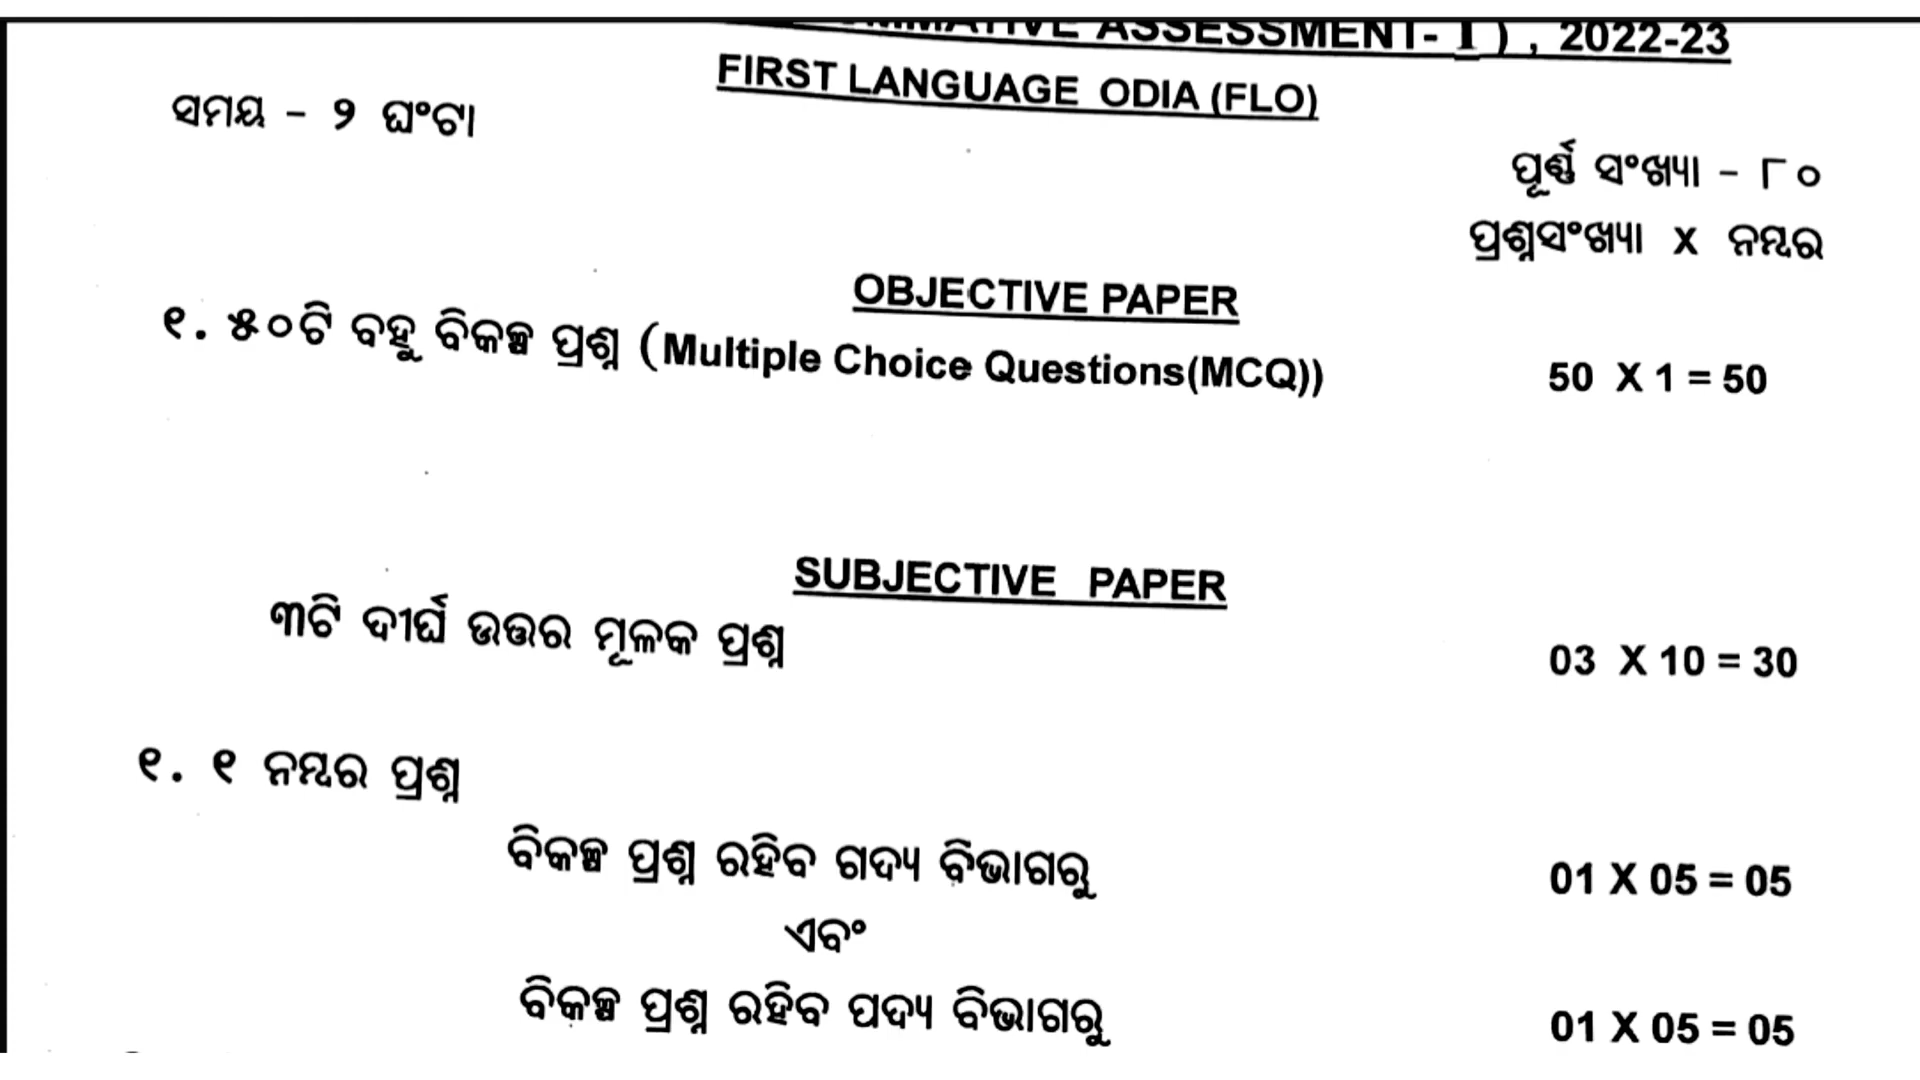 ASSESSMENT- I ) , 2022-23
FIRST LANGUAGE ODIA (FLO)
ସମୟ - ୨ ଘଂଟା
ପୂର୍ଣ୍ଣ ସଂଖ୍ୟା - ୮୦
ପ୍ରଶ୍ନସଂଖ୍ୟା X ନମ୍ବର
OBJECTIVE PAPER
୧. ୫୦ଟି ବହୁ ବିକଳ୍ପ ପ୍ରଶ୍ନ (Multiple Choice Questions(MCQ)) 50 X 1 = 50
SUBJECTIVE PAPER
୩ଟି ଦୀର୍ଘ ଉତ୍ତର ମୂଳକ ପ୍ରଶ୍ନ 03 X 10 = 30
୧. ୧ ନମ୍ବର ପ୍ରଶ୍ନ
ବିକଳ୍ପ ପ୍ରଶ୍ନ ରହିବ ଗଦ୍ୟ ବିଭାଗରୁ 01 X 05 = 05
ଏବଂ
ବିକଳ୍ପ ପ୍ରଶ୍ନ ରହିବ ପଦ୍ୟ ବିଭାଗରୁ 01 X 05 = 05